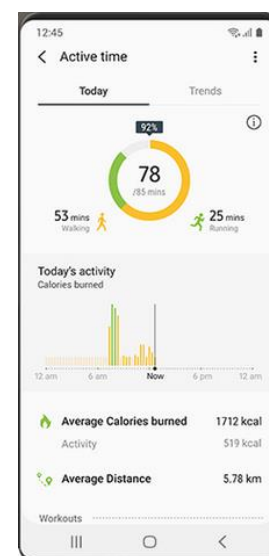 12:45
Active time
Today Trends
92%
78
/85 mins
53 mins 25 mins
Walking Running
Today's activity
Calories burned
12 am 6 am Now 6 pm 12 am
Average Calories burned 1712 kcal
Activity 519 kcal
Average Distance 5.78 km
Workouts